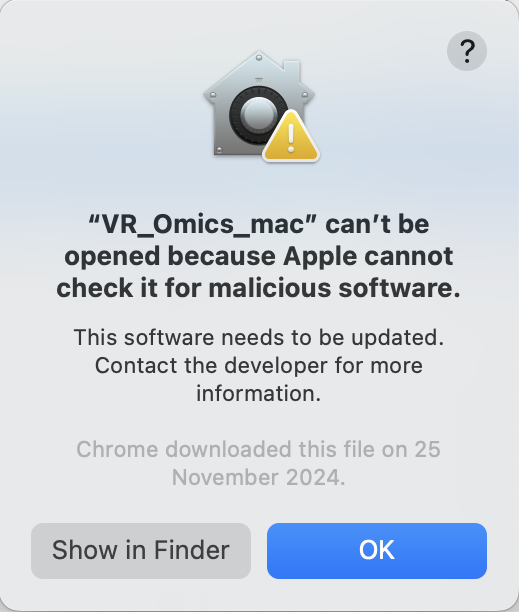 ?
“VR_Omics_mac” can’t be
opened because Apple cannot
check it for malicious software.
This software needs to be updated.
Contact the developer for more
information.
Chrome downloaded this file on 25
November 2024.
Show in Finder
OK